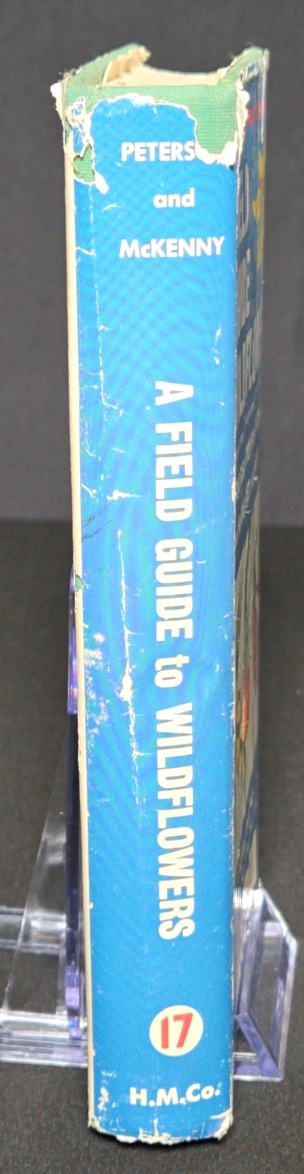 PETERS
and
McKENNY
A FIELD GUIDE to WILDFLOWERS
17
H.M.Co.